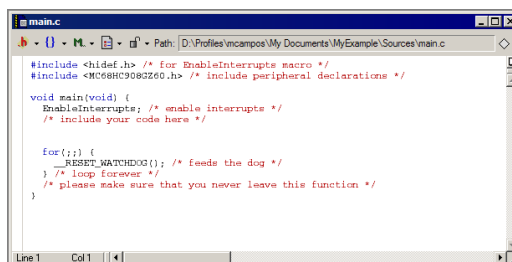 main.c
.h {} M. Path: D:\Profiles\mcampos\My Documents\MyExample\Sources\main.c
#include <hidef.h> /* for EnableInterrupts macro */
#include <MC68HC908GZ60.h> /* include peripheral declarations */
void main(void) {
EnableInterrupts; /* enable interrupts */
/* include your code here */
for(;;) {
__RESET_WATCHDOG(); /* feeds the dog */
} /* loop forever */
/* please make sure that you never leave this function */
}
Line 1 Col 1